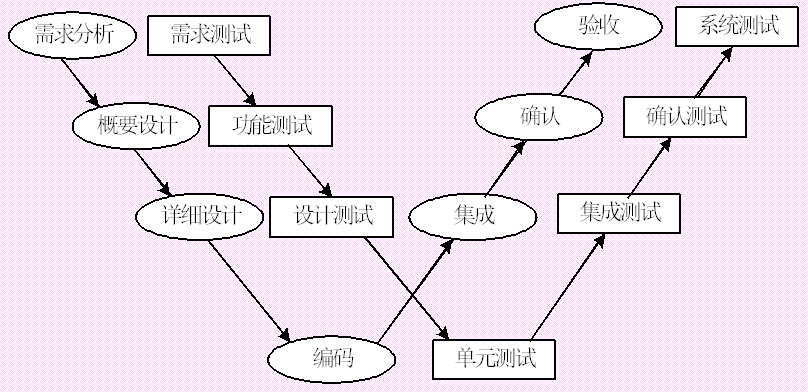 需求分析
需求测试
验收
系统测试
概要设计
功能测试
确认
确认测试
详细设计
设计测试
集成
集成测试
编码
单元测试